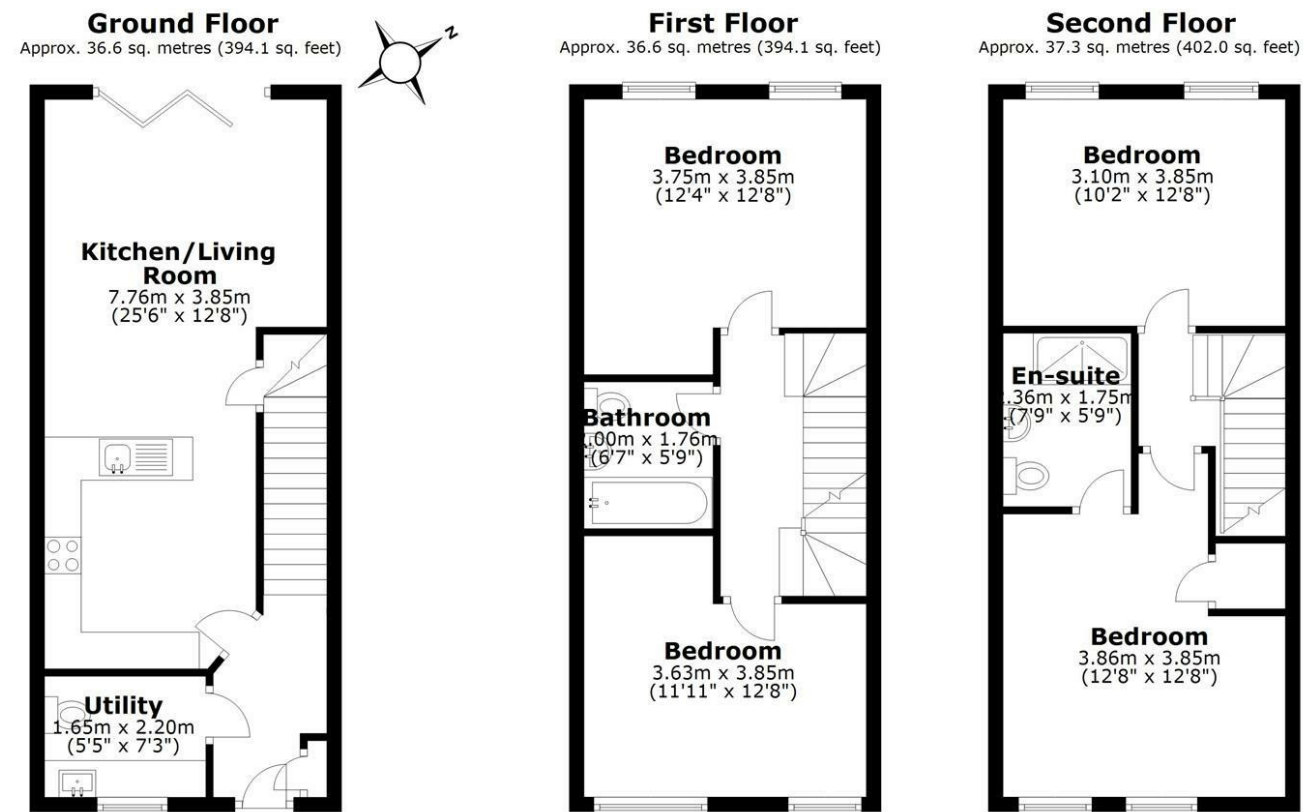 Ground Floor
Approx. 36.6 sq. metres (394.1 sq. feet)
N
Kitchen/Living
Room
7.76m x 3.85m
(25'6" x 12'8")
Utility
1.65m x 2.20m
(5'5" x 7'3")
First Floor
Approx. 36.6 sq. metres (394.1 sq. feet)
Bedroom
3.75m x 3.85m
(12'4" x 12'8")
Bathroom
.00m x 1.76m
(6'7" x 5'9")
Bedroom
3.63m x 3.85m
(11'11" x 12'8")
Second Floor
Approx. 37.3 sq. metres (402.0 sq. feet)
Bedroom
3.10m x 3.85m
(10'2" x 12'8")
En-suite
.36m x 1.75m
(7'9" x 5'9")
Bedroom
3.86m x 3.85m
(12'8" x 12'8")